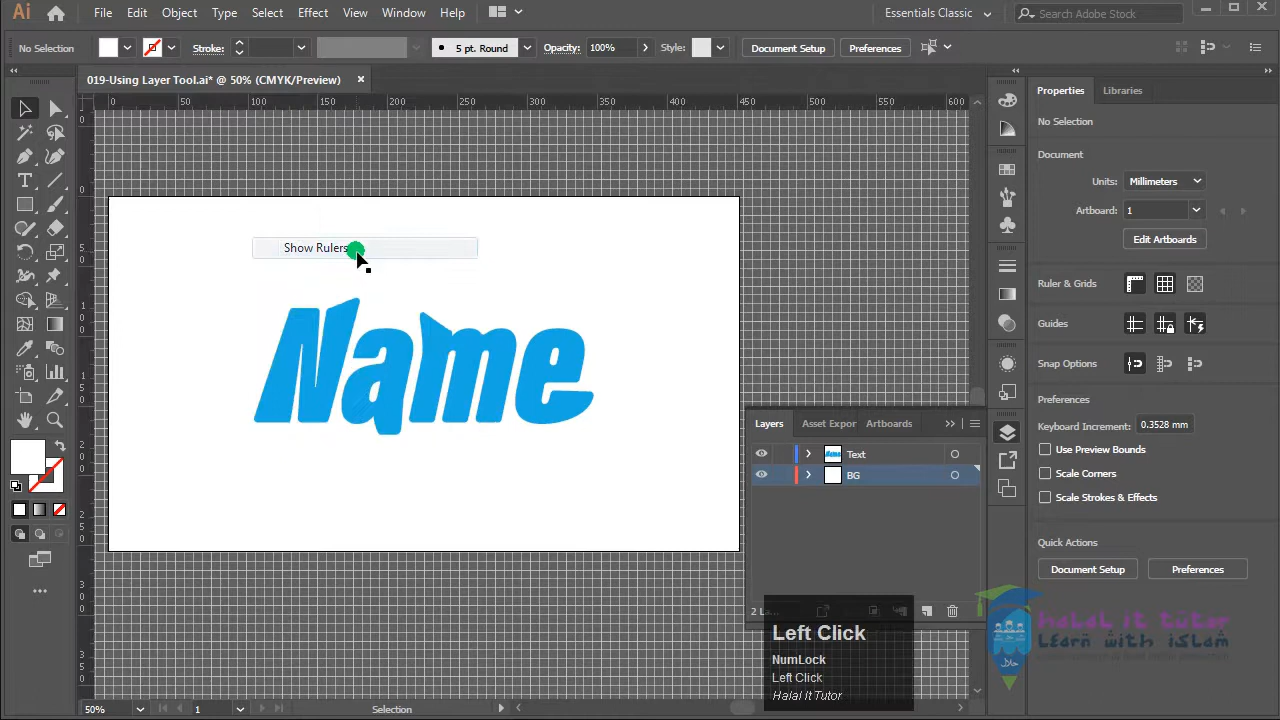 Ai File Edit Object Type Select Effect View Window Help Essentials Classic Search Adobe Stock
No Selection Stroke: 5 pt. Round Opacity: 100% Style: Document Setup Preferences
019-Using Layer Tool.ai* @ 50% (CMYK/Preview) ×
0 50 100 150 200 250 300 350 400 450 500 550 600
Properties Libraries
No Selection
Document
Units: Millimeters
Artboard: 1
Edit Artboards
Ruler & Grids
Guides
Snap Options
Preferences
Keyboard Increment: 0.3528 mm
Use Preview Bounds
Scale Corners
Scale Strokes & Effects
Quick Actions
Document Setup Preferences
Show Rulers
Name
Layers Asset Expor Artboards
Text
BG
2 La...
Left Click
NumLock
Left Click
Halal It Tutor
halal it tutor
Learn with islam
حلال
50% 1 Selection